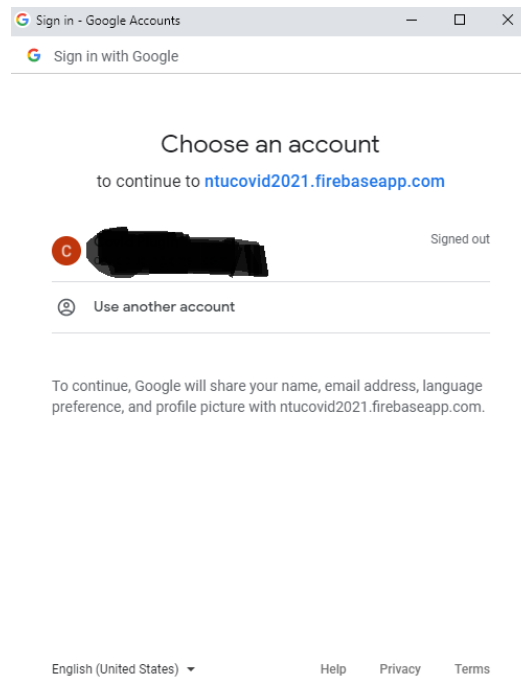 Sign in - Google Accounts
Sign in with Google
Choose an account
to continue to ntucovid2021.firebaseapp.com
C
Signed out
Use another account
To continue, Google will share your name, email address, language
preference, and profile picture with ntucovid2021.firebaseapp.com.
English (United States) Help Privacy Terms